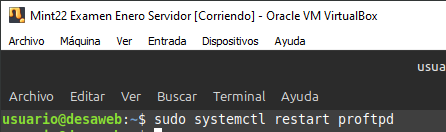 Mint22 Examen Enero Servidor [Corriendo] - Oracle VM VirtualBox
Archivo Máquina Ver Entrada Dispositivos Ayuda
usua
Archivo Editar Ver Buscar Terminal Ayuda
usuario@desaweb:~$ sudo systemctl restart proftpd